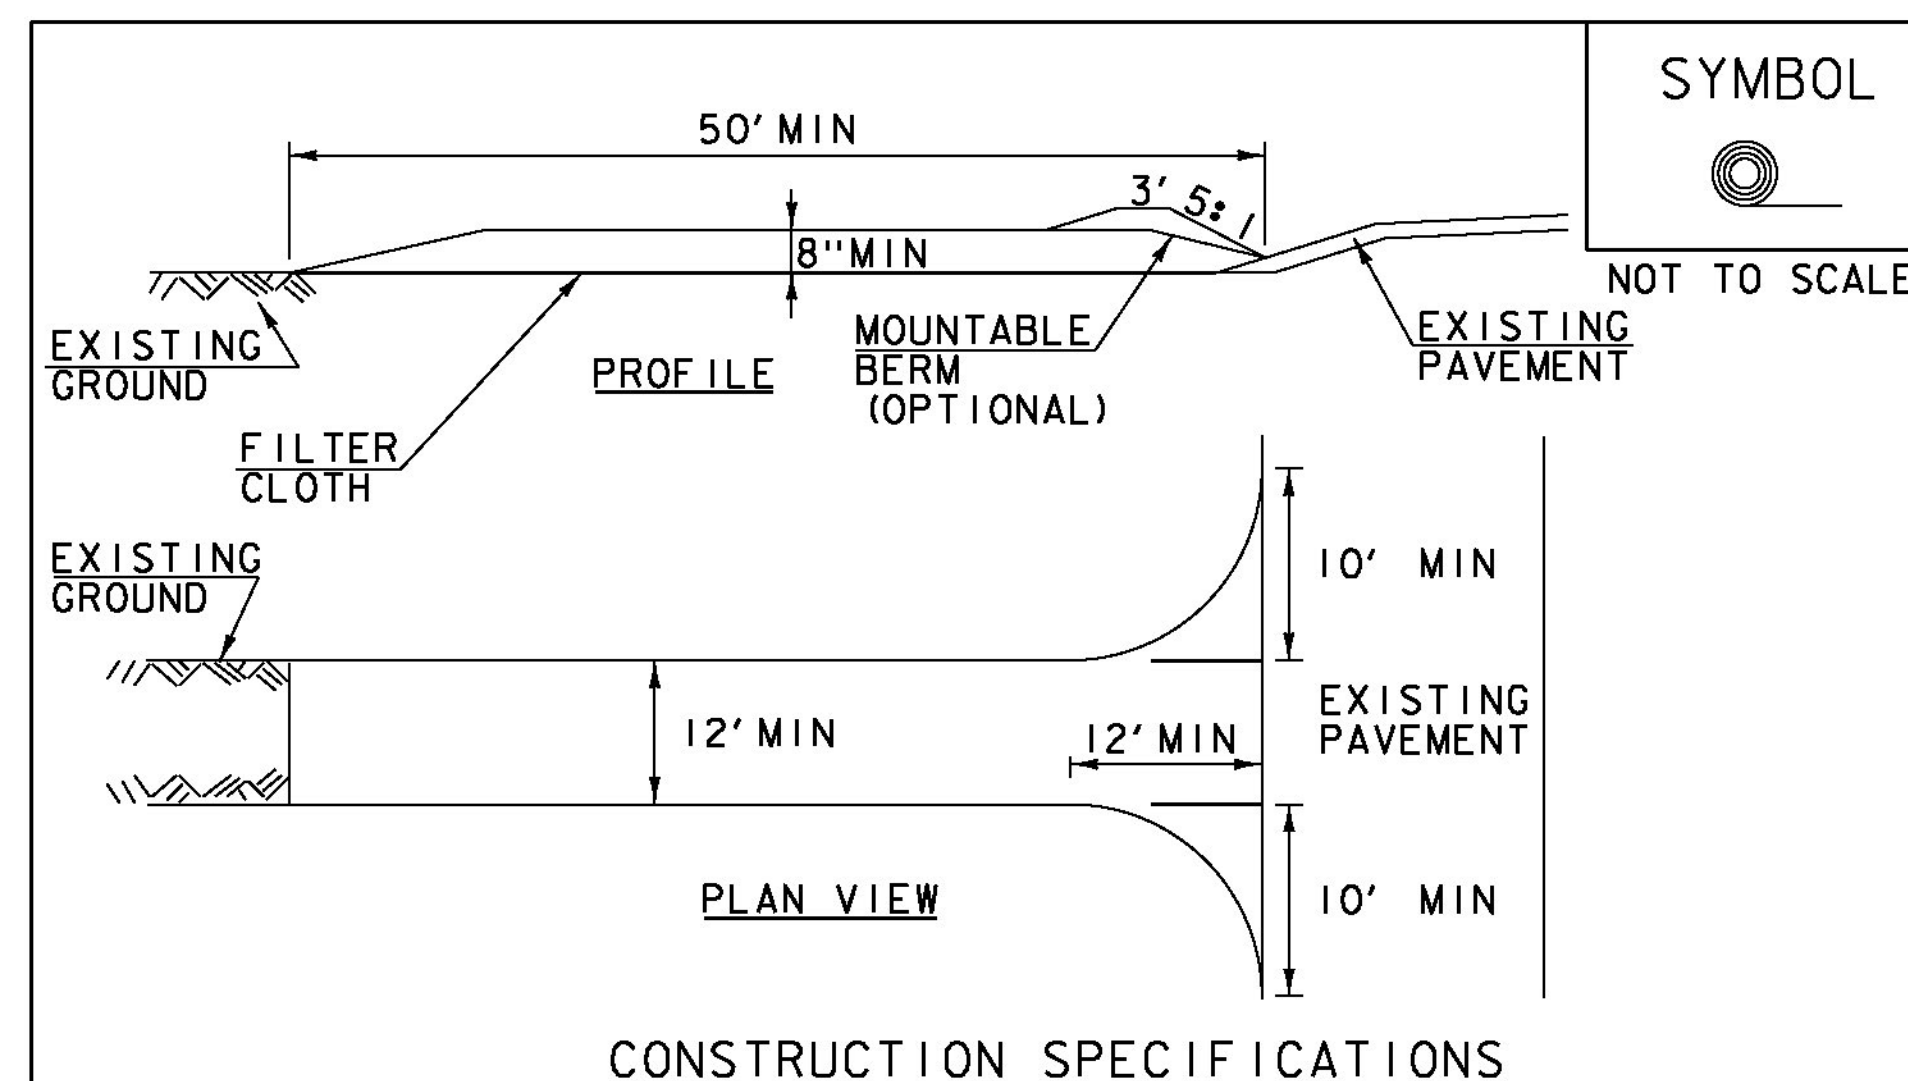 SYMBOL
NOT TO SCALE
50' MIN
3' 5:1
8" MIN
EXISTING
GROUND
PROFILE
MOUNTABLE
BERM
(OPTIONAL)
EXISTING
PAVEMENT
FILTER
CLOTH
EXISTING
GROUND
10' MIN
12' MIN
12' MIN
EXISTING
PAVEMENT
10' MIN
PLAN VIEW
CONSTRUCTION SPECIFICATIONS